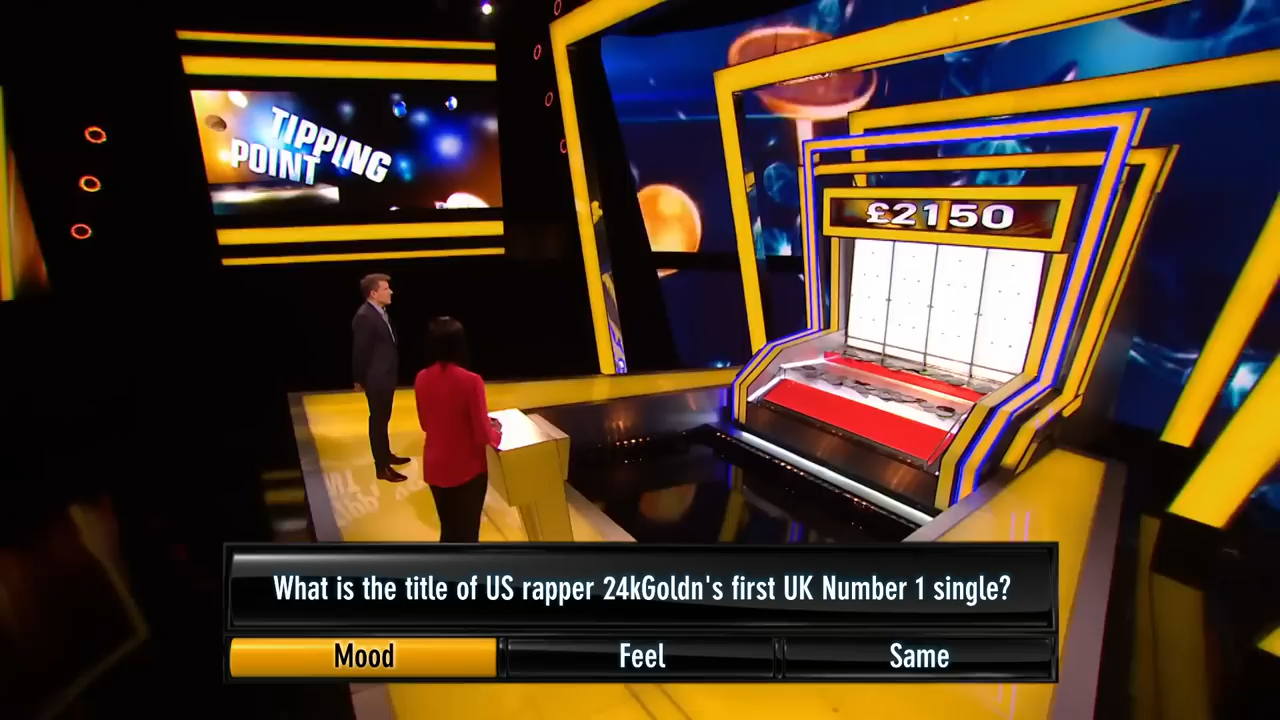 TIPPING
POINT
£2150
What is the title of US rapper 24kGoldn's first UK Number 1 single?
Mood
Feel
Same